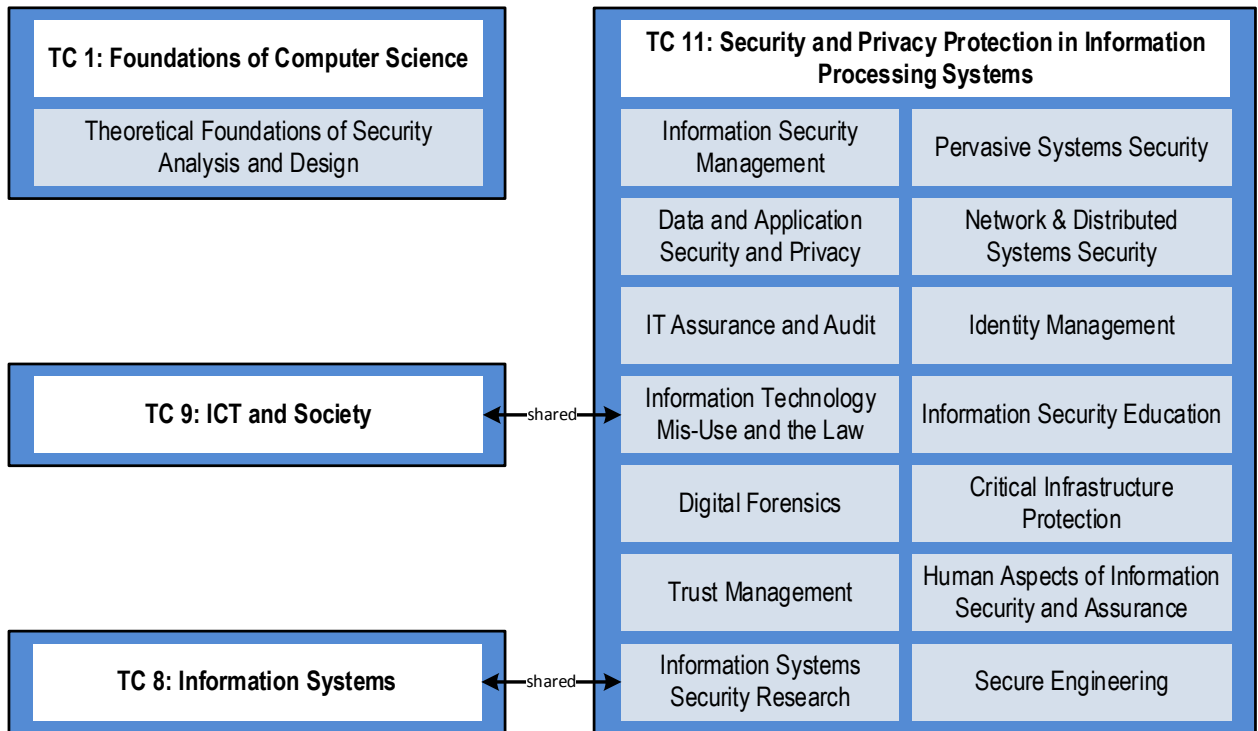 TC 1: Foundations of Computer Science
Theoretical Foundations of Security
Analysis and Design
TC 9: ICT and Society
shared
TC 8: Information Systems
shared
TC 11: Security and Privacy Protection in Information
Processing Systems
Information Security
Management
Pervasive Systems Security
Data and Application
Security and Privacy
Network & Distributed
Systems Security
IT Assurance and Audit
Identity Management
Information Technology
Mis-Use and the Law
Information Security Education
Digital Forensics
Critical Infrastructure
Protection
Trust Management
Human Aspects of Information
Security and Assurance
Information Systems
Security Research
Secure Engineering